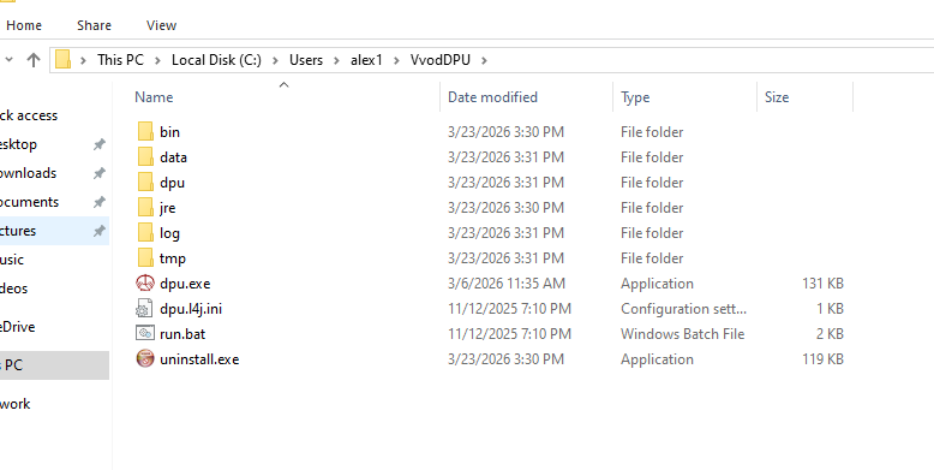 Home Share View
This PC > Local Disk (C:) > Users > alex1 > VvodDPU >
Name Date modified Type Size
ck access
esktop
ownloads
ocuments
ctures
usic
deos
eDrive
PC
work
bin 3/23/2026 3:30 PM File folder
data 3/23/2026 3:31 PM File folder
dpu 3/23/2026 3:31 PM File folder
jre 3/23/2026 3:30 PM File folder
log 3/23/2026 3:31 PM File folder
tmp 3/23/2026 3:31 PM File folder
dpu.exe 3/6/2026 11:35 AM Application 131 KB
dpu.l4j.ini 11/12/2025 7:10 PM Configuration sett... 1 KB
run.bat 11/12/2025 7:10 PM Windows Batch File 2 KB
uninstall.exe 3/23/2026 3:30 PM Application 119 KB